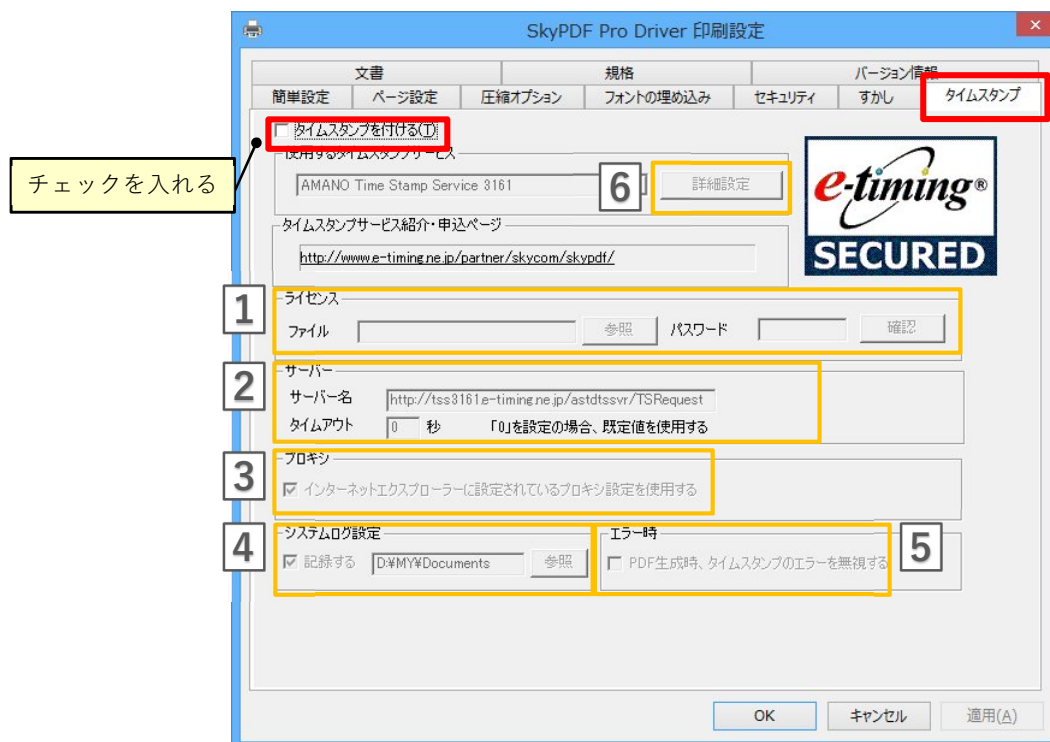 SkyPDF Pro Driver 印刷設定
文書 規格 バージョン情報
簡単設定 ページ設定 圧縮オプション フォントの埋め込み セキュリティ すかし タイムスタンプ
タイムスタンプを付ける(T)
チェックを入れる
使用するタイムスタンプサービス
AMANO Time Stamp Service 3161
6
詳細設定
e-timing®
SECURED
タイムスタンプサービス紹介・申込ページ
http://www.e-timing.ne.jp/partner/skycom/skypdf/
1
ライセンス
ファイル 参照 パスワード 確認
2
サーバー
サーバー名 http://tss3161.e-timing.ne.jp/astdtssvr/TSRequest
タイムアウト 0 秒 「0」を設定の場合、既定値を使用する
3
プロキシ
インターネットエクスプローラーに設定されているプロキシ設定を使用する
4
システムログ設定
記録する D:¥MY¥Documents 参照
エラー時
5
PDF生成時、タイムスタンプのエラーを無視する
OK キャンセル 適用(A)